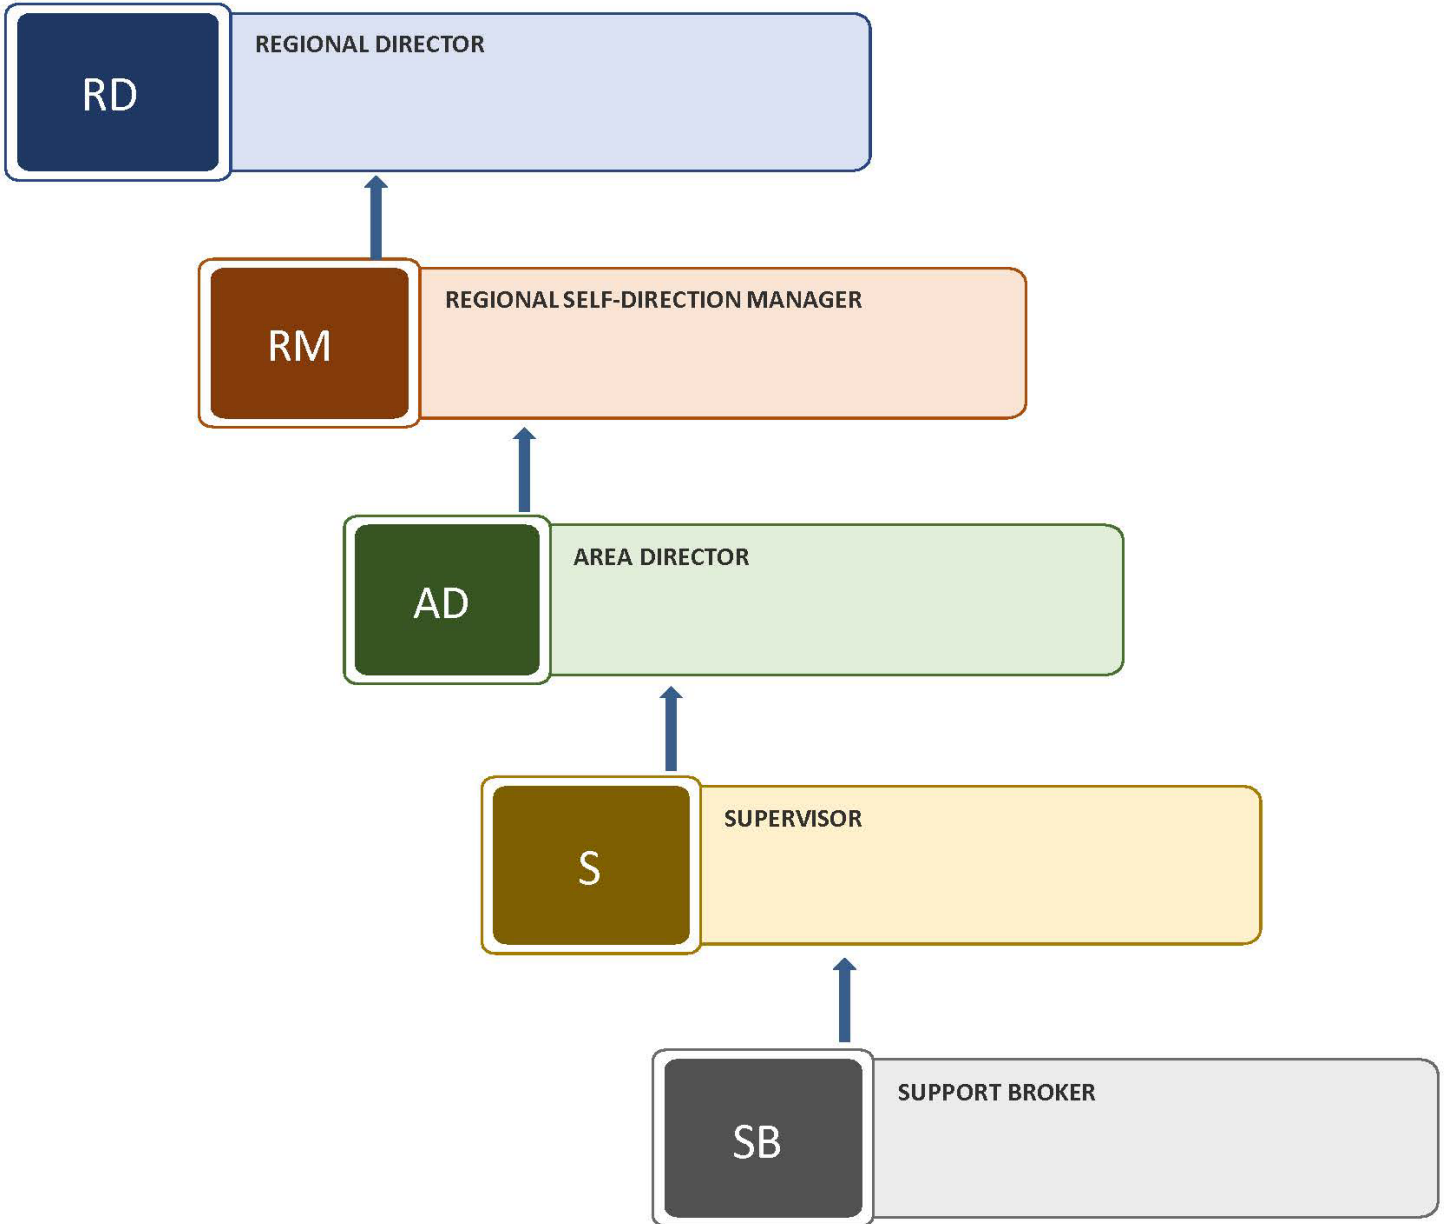 RD
REGIONAL DIRECTOR
RM
REGIONAL SELF-DIRECTION MANAGER
AD
AREA DIRECTOR
S
SUPERVISOR
SB
SUPPORT BROKER